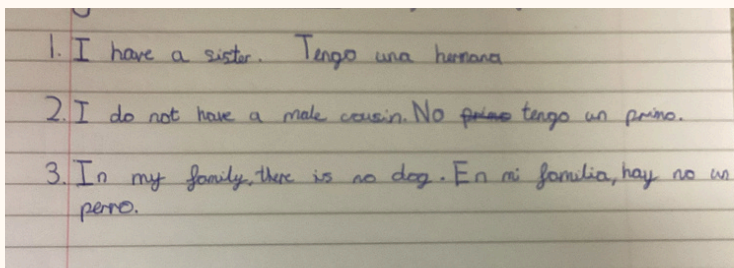 1. I have a sister. Tengo una hermana
2. I do not have a male cousin. No primo tengo un primo.
3. In my family, there is no dog. En mi familia, hay no un
perro.